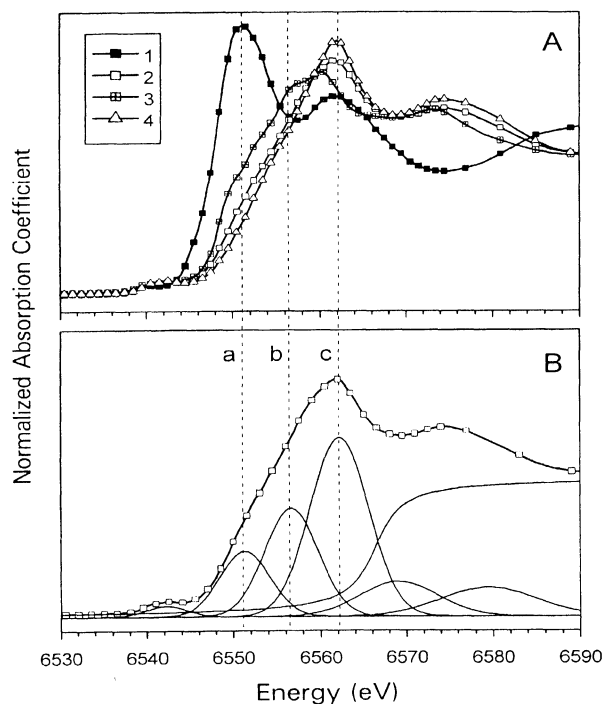 A
1
2
3
4
Normalized Absorption Coefficient
B
a b c
6530 6540 6550 6560 6570 6580 6590
Energy (eV)